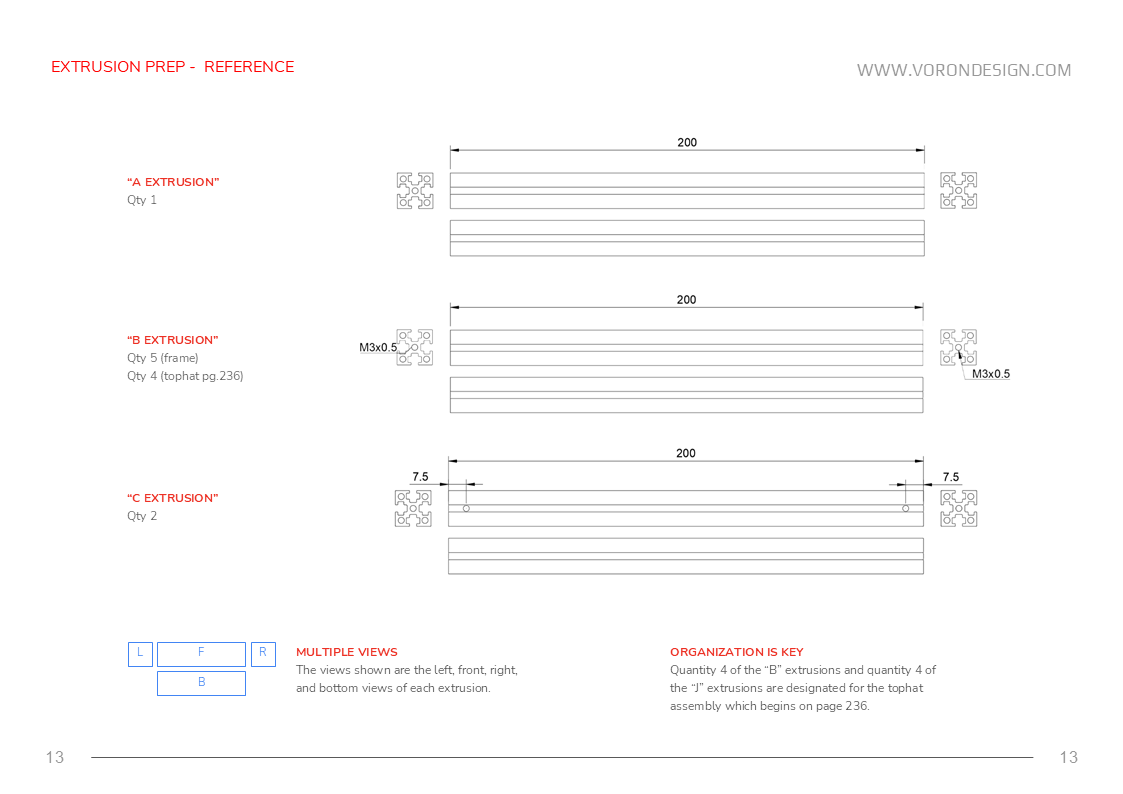 EXTRUSION PREP - REFERENCE
WWW.VORONDESIGN.COM
200
“A EXTRUSION”
Qty 1
200
“B EXTRUSION”
Qty 5 (frame)
Qty 4 (tophat pg.236)
M3x0.5
M3x0.5
200
7.5
7.5
“C EXTRUSION”
Qty 2
L
F
R
B
MULTIPLE VIEWS
The views shown are the left, front, right,
and bottom views of each extrusion.
ORGANIZATION IS KEY
Quantity 4 of the “B” extrusions and quantity 4 of
the “J” extrusions are designated for the tophat
assembly which begins on page 236.
13
13